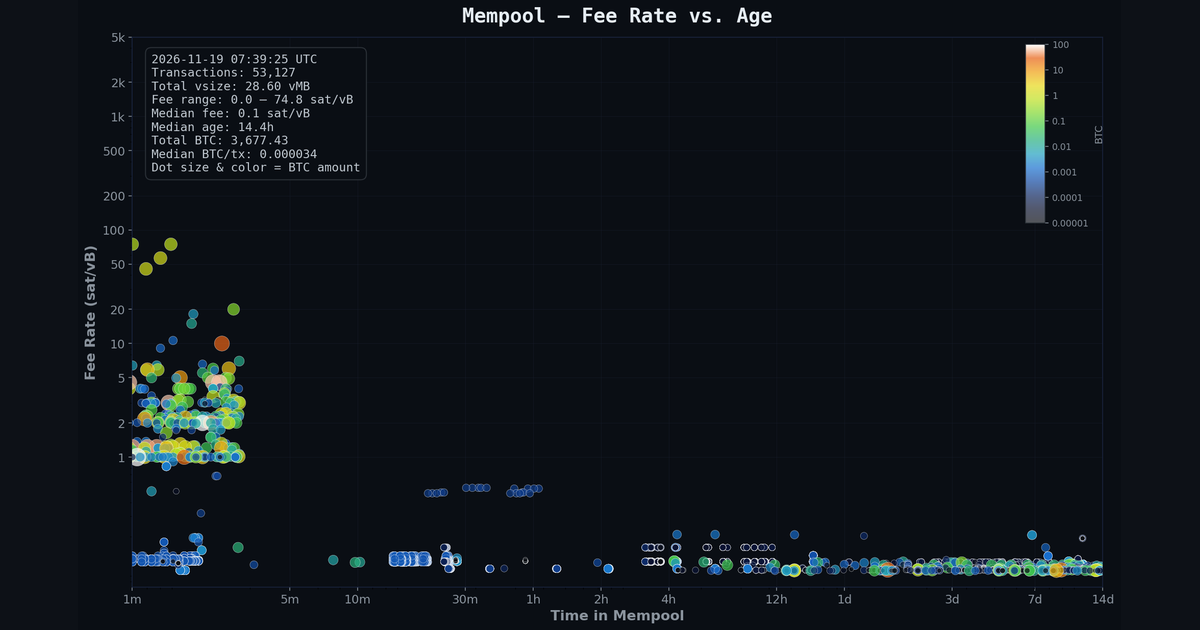 Mempool — Fee Rate vs. Age
2026-11-19 07:39:25 UTC
Transactions: 53,127
Total vsize: 28.60 vMB
Fee range: 0.0 — 74.8 sat/vB
Median fee: 0.1 sat/vB
Median age: 14.4h
Total BTC: 3,677.43
Median BTC/tx: 0.000034
Dot size & color = BTC amount
Fee Rate (sat/vB)
5k
2k
1k
500
200
100
50
20
10
5
2
1
100
10
1
0.1
0.01
0.001
0.0001
0.00001
BTC
1m 5m 10m 30m 1h 2h 4h 12h 1d 3d 7d 14d
Time in Mempool